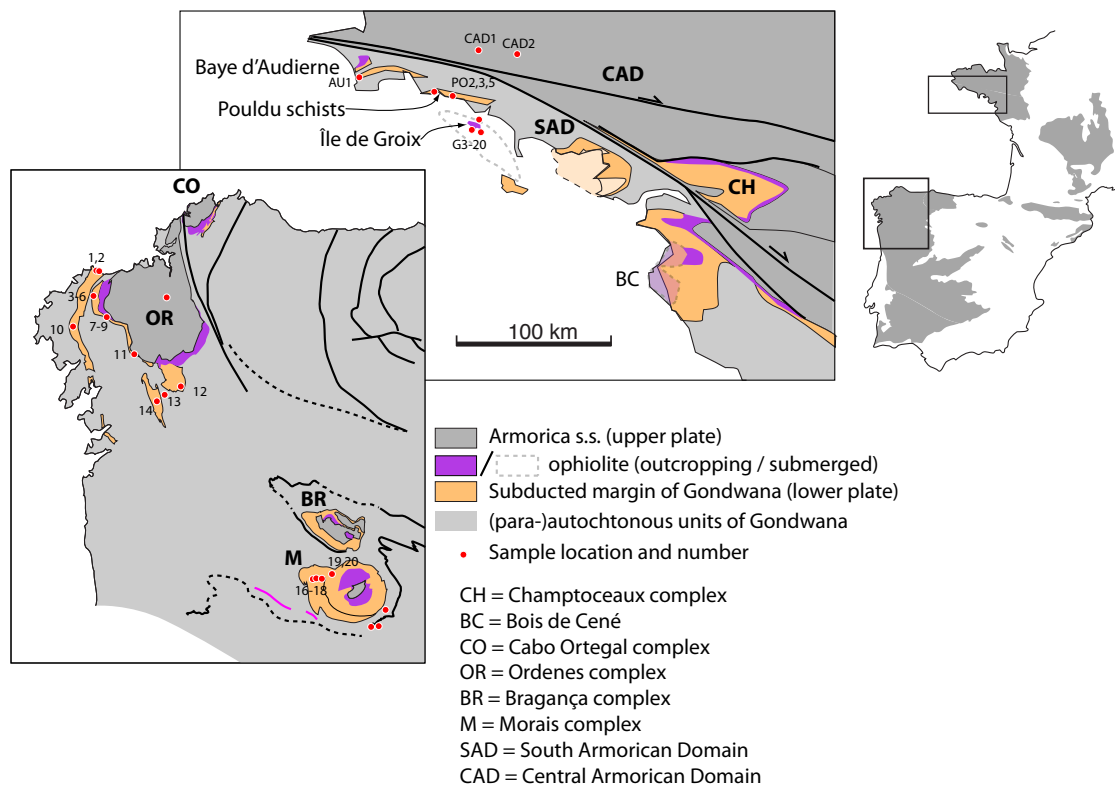 CAD1
CAD2
CAD
Baye d'Audierne
AU1
PO2,3,5
Pouldu schists
Île de Groix
SAD
G3-20
CH
BC
100 km
CO
1,2
3-6
OR
10
7-9
11
12
13
14
BR
M
19,20
16-18
Armorica s.s. (upper plate)
/ ophiolite (outcropping / submerged)
Subducted margin of Gondwana (lower plate)
(para-)autochtonous units of Gondwana
Sample location and number
CH = Champtoceaux complex
BC = Bois de Cené
CO = Cabo Ortegal complex
OR = Ordenes complex
BR = Bragança complex
M = Morais complex
SAD = South Armorican Domain
CAD = Central Armorican Domain